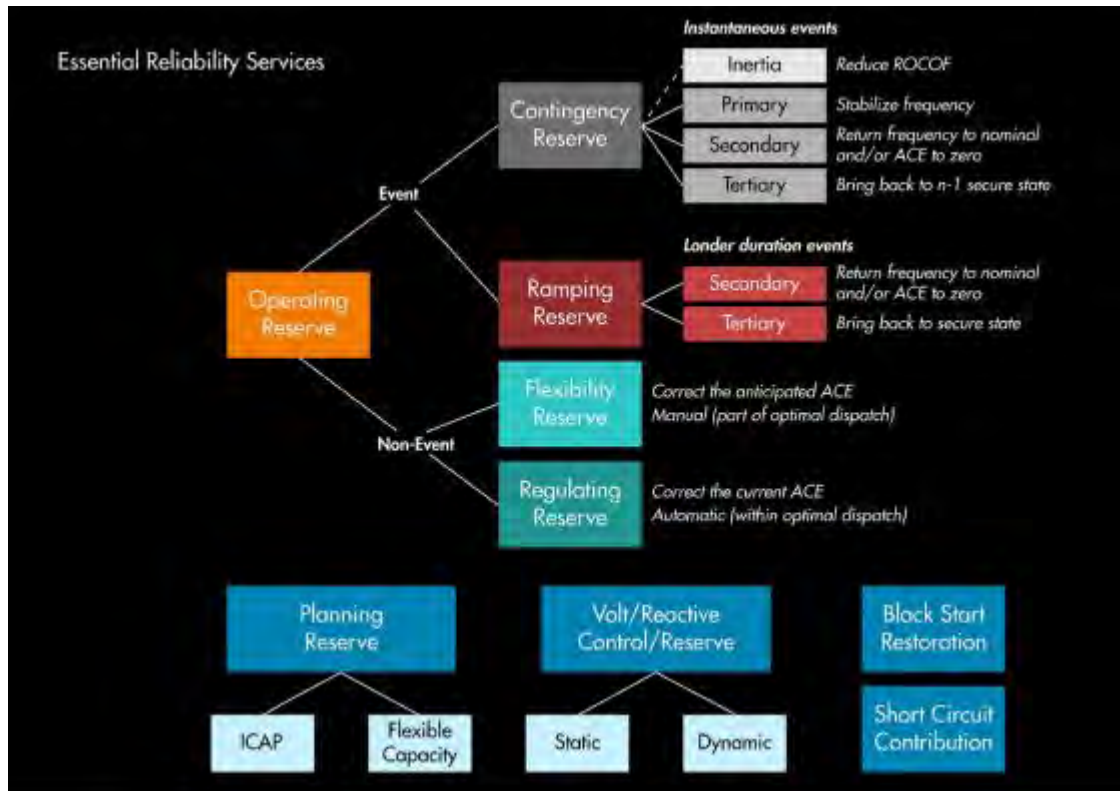 Essential Reliability Services
Instantaneous events
Inertia
Reduce ROCOF
Contingency
Reserve
Primary
Stabilize frequency
Secondary
Return frequency to nominal
and/or ACE to zero
Tertiary
Bring back to n-1 secure state
Event
Londer duration events
Operating
Reserve
Ramping
Reserve
Secondary
Return frequency to nominal
and/or ACE to zero
Tertiary
Bring back to secure state
Flexibility
Reserve
Correct the anticipated ACE
Manual (part of optimal dispatch)
Non-Event
Regulating
Reserve
Correct the current ACE
Automatic (within optimal dispatch)
Planning
Reserve
Volt/Reactive
Control/Reserve
Black Start
Restoration
ICAP
Flexible
Capacity
Static
Dynamic
Short Circuit
Contribution